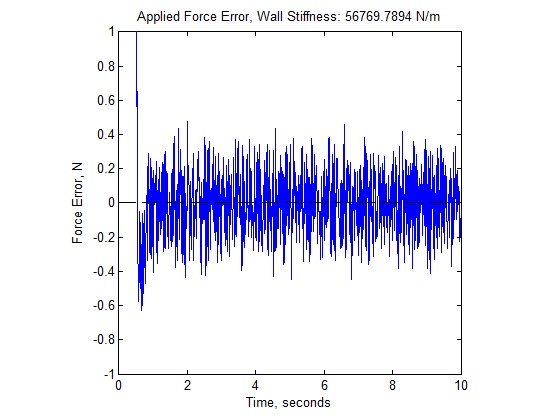 Applied Force Error, Wall Stiffness: 56769.7894 N/m
1
0.8
0.6
0.4
0.2
0
-0.2
-0.4
-0.6
-0.8
-1
Force Error, N
0 2 4 6 8 10
Time, seconds